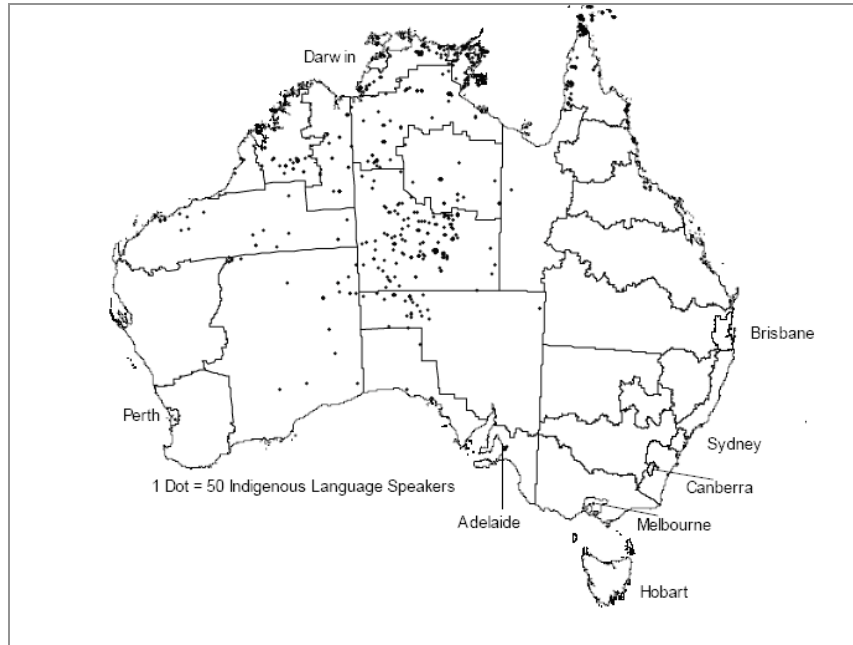 Darwin
Brisbane
Perth
Sydney
1 Dot = 50 Indigenous Language Speakers
Canberra
Adelaide
Melbourne
Hobart